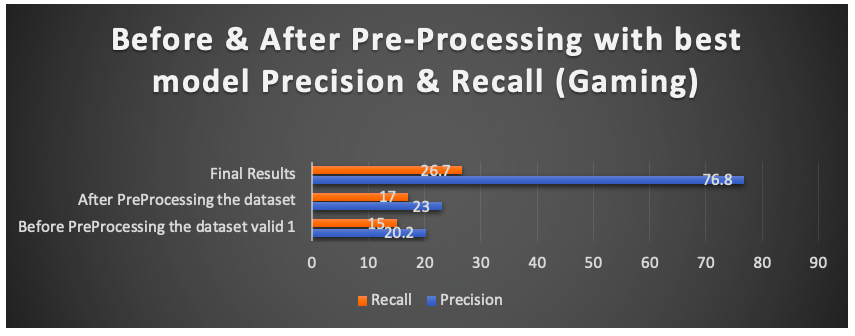 Before & After Pre-Processing with best
model Precision & Recall (Gaming)
Final Results
26.7
76.8
After PreProcessing the dataset
17
23
Before PreProcessing the dataset valid 1
15
20.2
0 10 20 30 40 50 60 70 80 90
Recall Precision